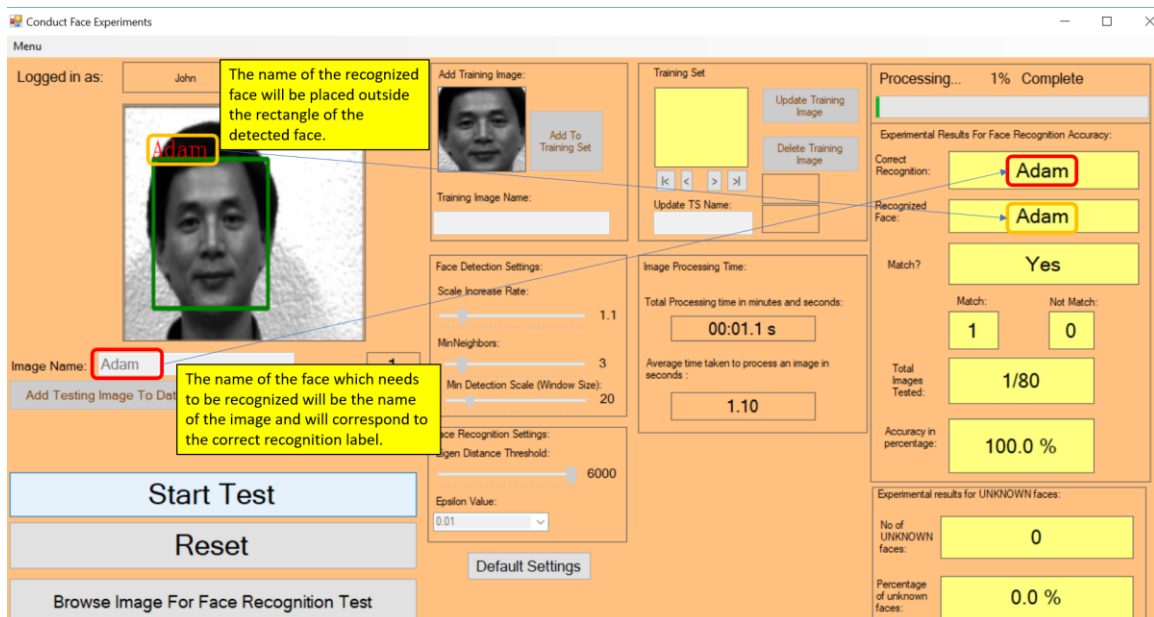 Conduct Face Experiments
Menu
Logged in as:
John
The name of the recognized
face will be placed outside
the rectangle of the
detected face.
Adam
Image Name:
Adam
1
Add Testing Image To Dat
The name of the face which needs
to be recognized will be the name
of the image and will correspond to
the correct recognition label.
Start Test
Reset
Browse Image For Face Recognition Test
Add Training Image:
Add To
Training Set
Training Image Name:
Face Detection Settings:
Scale Increase Rate:
1.1
MinNeighbors:
3
Min Detection Scale (Window Size):
20
ace Recognition Settings:
Eigen Distance Threshold:
6000
Epsilon Value:
0.01
Default Settings
Training Set
Update Training
Image
Delete Training
Image
|<
<
>
>|
Update TS Name:
Image Processing Time:
Total Processing time in minutes and seconds:
00:01.1 s
Average time taken to process an image in
seconds :
1.10
Processing... 1% Complete
Experimental Results For Face Recognition Accuracy:
Correct
Recognition:
Adam
Recognized
Face:
Adam
Match?
Yes
Match:
Not Match:
1
0
Total
Images
Tested:
1/80
Accuracy in
percentage:
100.0 %
Experimental results for UNKNOWN faces:
No of
UNKNOWN
faces:
0
Percentage
of unknown
faces:
0.0 %